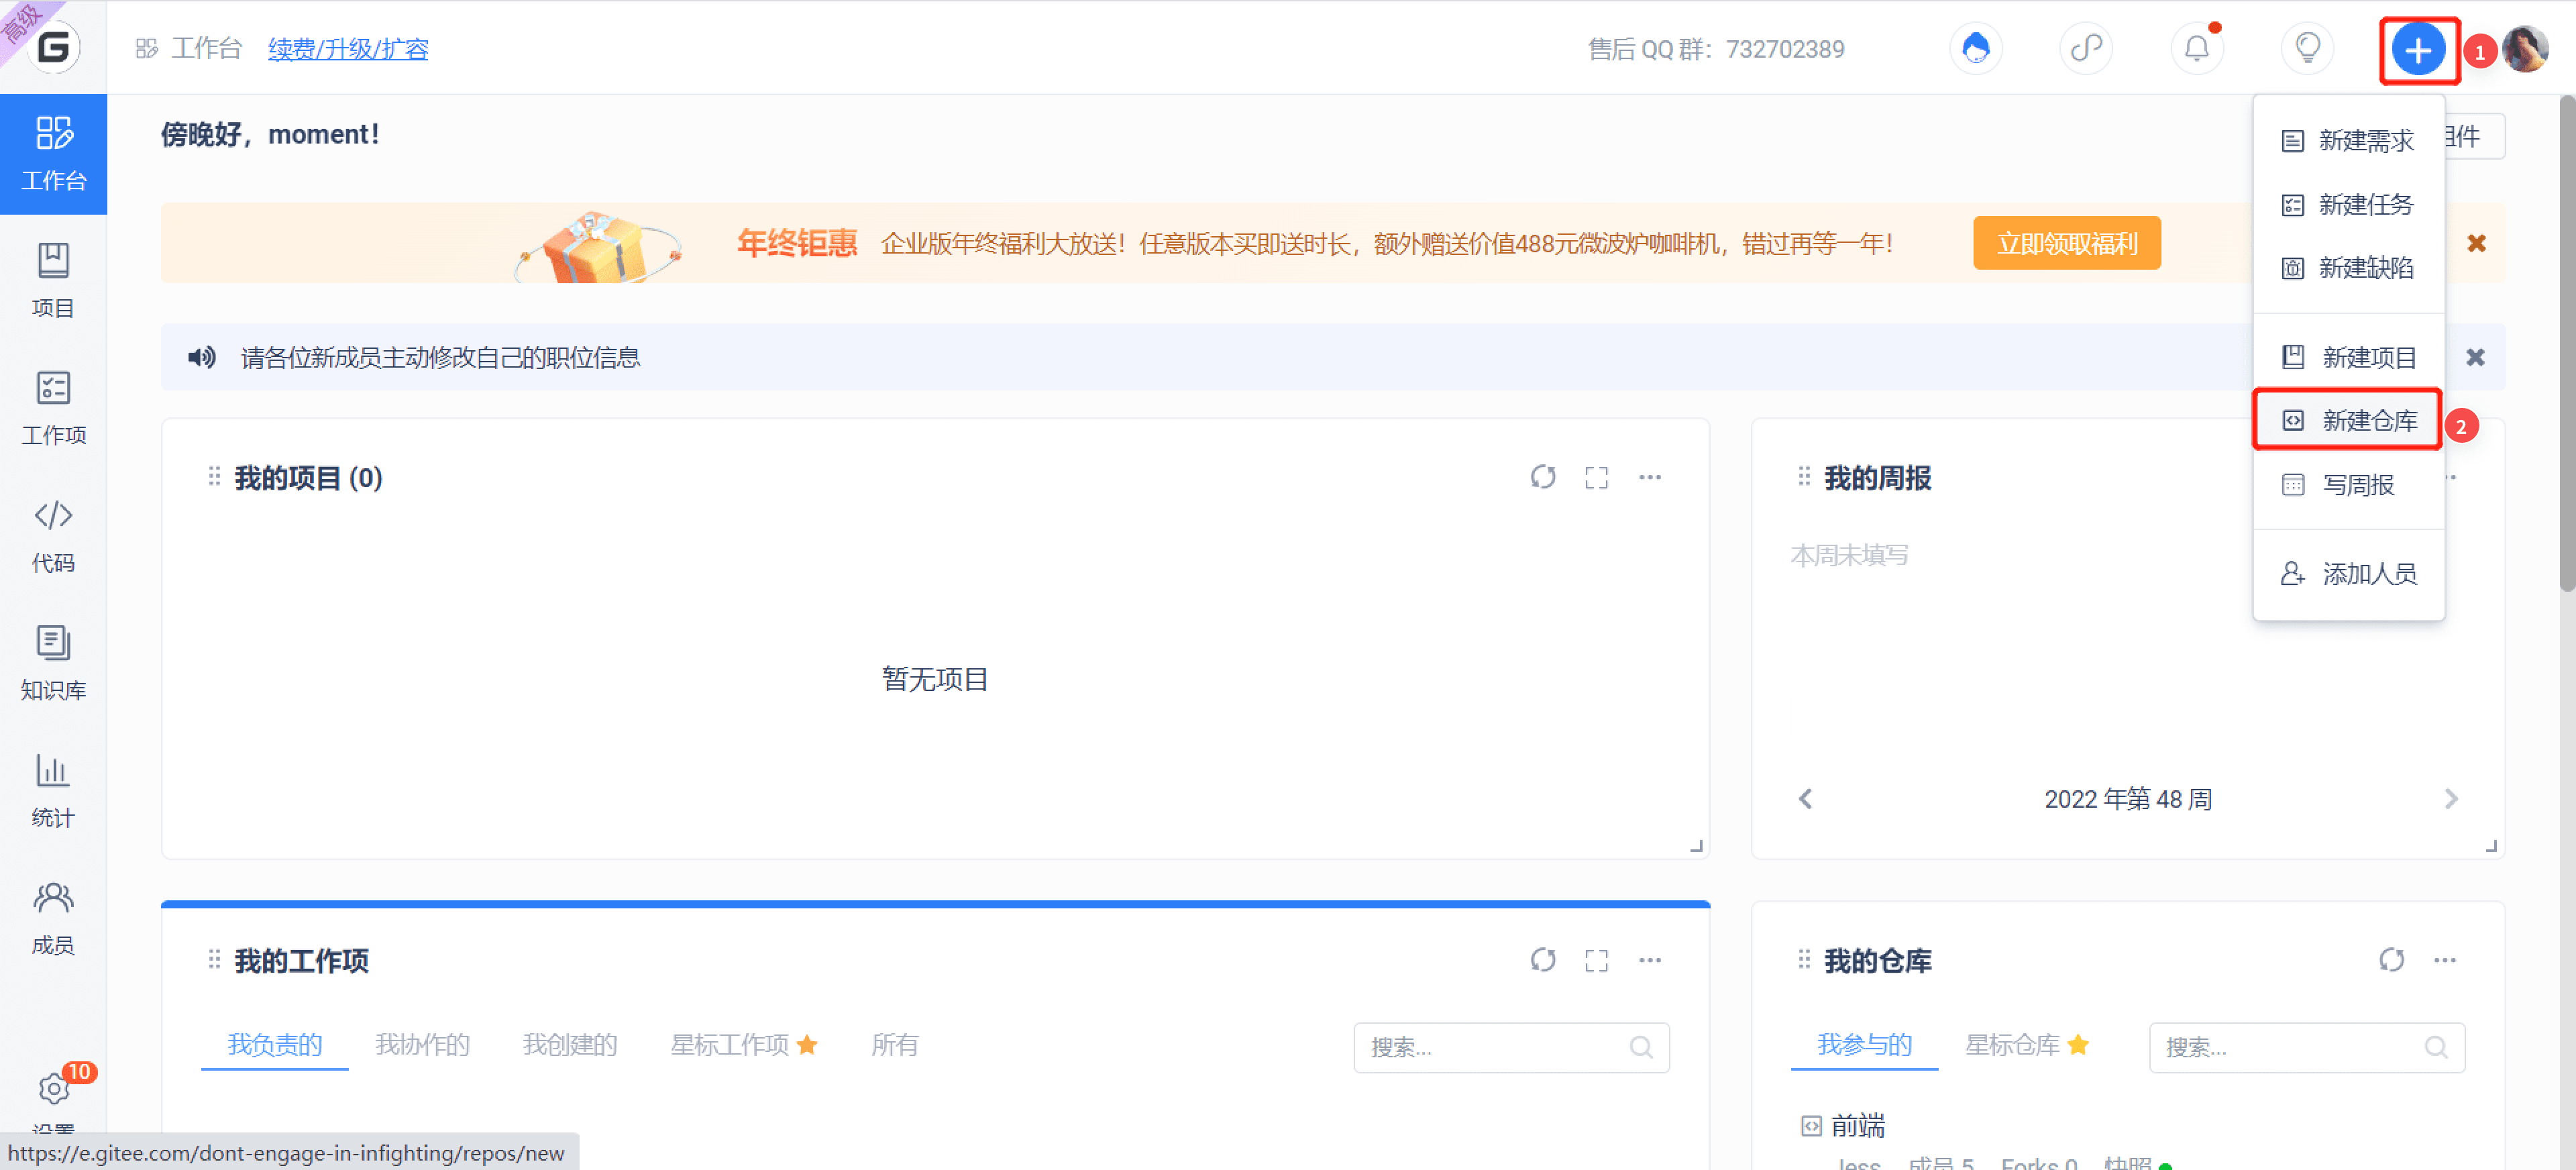 高级
工作台 续费/升级/扩容
售后 QQ 群：732702389
1
傍晚好，moment！
工作台
项目
工作项
代码
知识库
统计
成员
10
年终钜惠 企业版年终福利大放送！任意版本买即送时长，额外赠送价值488元微波炉咖啡机，错过再等一年！
立即领取福利
请各位新成员主动修改自己的职位信息
新建需求
新建任务
新建缺陷
新建项目
新建仓库
2
写周报
添加人员
我的项目 (0)
暂无项目
我的周报
本周未填写
2022 年第 48 周
我的工作项
我负责的 我协作的 我创建的 星标工作项 所有
搜索...
我的仓库
我参与的 星标仓库
搜索...
前端
成员 5 Forks 0
https://e.gitee.com/dont-engage-in-infighting/repos/new